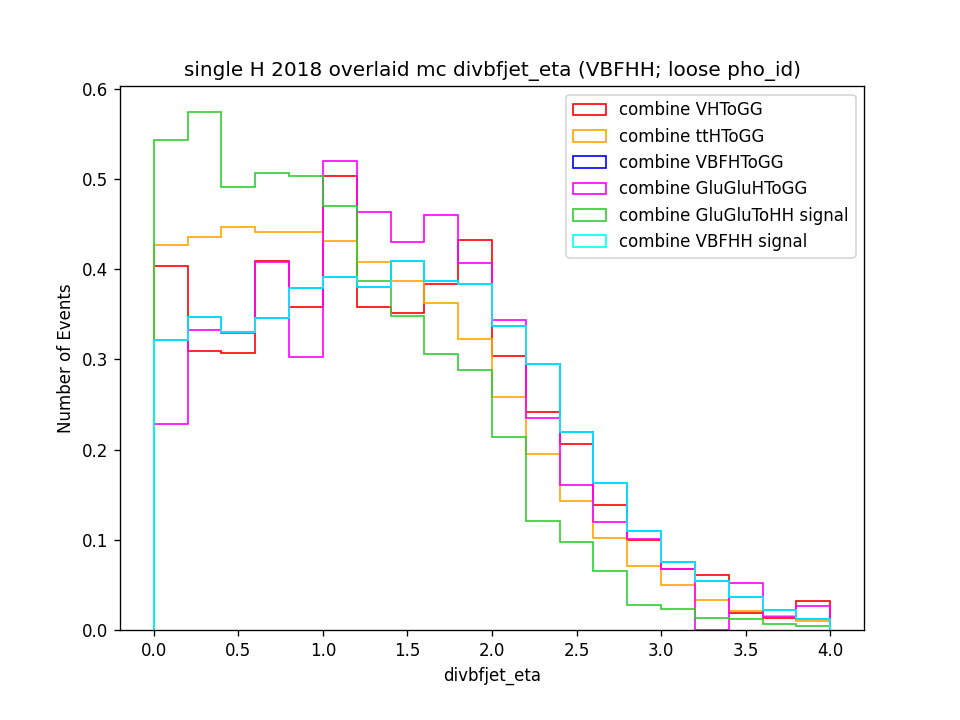 single H 2018 overlaid mc divbfjet_eta (VBFHH; loose pho_id)
combine VHToGG
combine ttHToGG
combine VBFHToGG
combine GluGluHToGG
combine GluGluToHH signal
combine VBFHH signal
Number of Events
0.6
0.5
0.4
0.3
0.2
0.1
0.0
0.0 0.5 1.0 1.5 2.0 2.5 3.0 3.5 4.0
divbfjet_eta